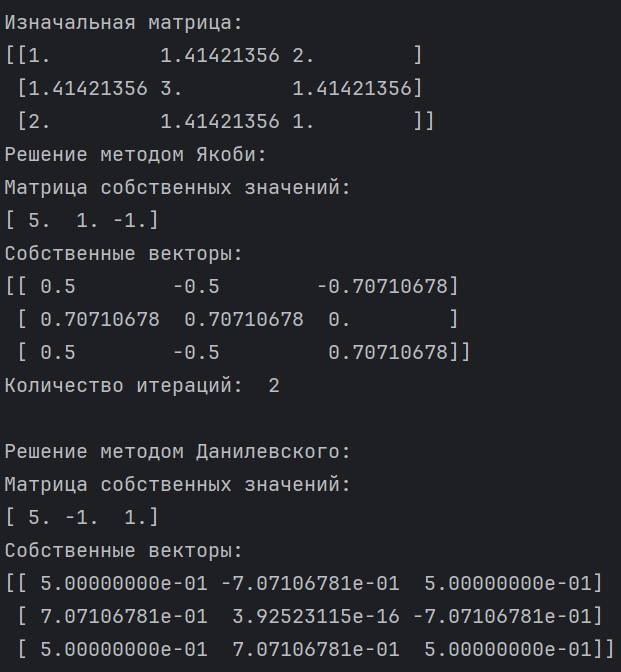 Изначальная матрица:
[[1.         1.41421356 2.        ]
 [1.41421356 3.         1.41421356]
 [2.         1.41421356 1.        ]]
Решение методом Якоби:
Матрица собственных значений:
[ 5.  1. -1.]
Собственные векторы:
[[ 0.5        -0.5        -0.70710678]
 [ 0.70710678  0.70710678  0.        ]
 [ 0.5        -0.5         0.70710678]]
Количество итераций:  2

Решение методом Данилевского:
Матрица собственных значений:
[ 5. -1.  1.]
Собственные векторы:
[[ 5.00000000e-01 -7.07106781e-01  5.00000000e-01]
 [ 7.07106781e-01  3.92523115e-16 -7.07106781e-01]
 [ 5.00000000e-01  7.07106781e-01  5.00000000e-01]]